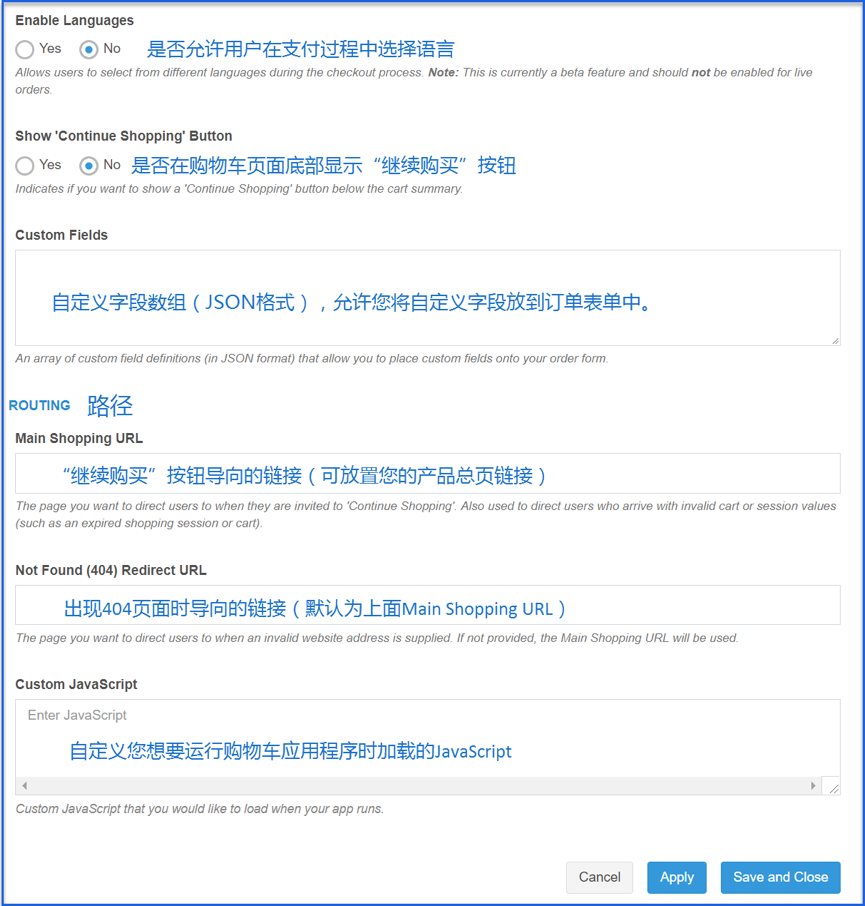 Enable Languages
Yes No 是否允许用户在支付过程中选择语言
Allows users to select from different languages during the checkout process. Note: This is currently a beta feature and should not be enabled for live
orders.
Show 'Continue Shopping' Button
Yes No 是否在购物车页面底部显示“继续购买”按钮
Indicates if you want to show a 'Continue Shopping' button below the cart summary.
Custom Fields
自定义字段数组（JSON格式），允许您将自定义字段放到订单表单中。
An array of custom field definitions (in JSON format) that allow you to place custom fields onto your order form.
ROUTING 路径
Main Shopping URL
“继续购买”按钮导向的链接（可放置您的产品总页链接）
The page you want to direct users to when they are invited to 'Continue Shopping'. Also used to direct users who arrive with invalid cart or session values
(such as an expired shopping session or cart).
Not Found (404) Redirect URL
出现404页面时导向的链接（默认为上面Main Shopping URL）
The page you want to direct users to when an invalid website address is supplied. If not provided, the Main Shopping URL will be used.
Custom JavaScript
Enter JavaScript
自定义您想要运行购物车应用程序时加载的JavaScript
Custom JavaScript that you would like to load when your app runs.
Cancel Apply Save and Close